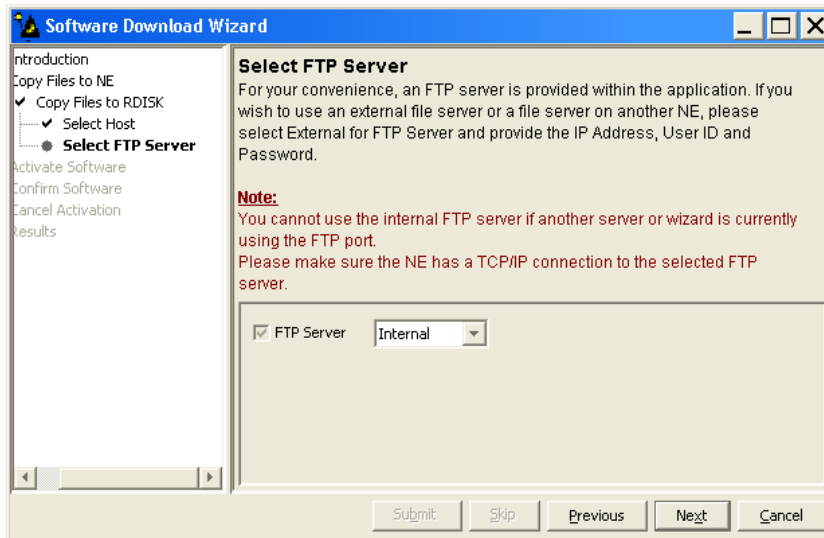 Software Download Wizard
ntroduction
Copy Files to NE
Copy Files to RDISK
Select Host
Select FTP Server
Activate Software
Confirm Software
Cancel Activation
Results
Select FTP Server
For your convenience, an FTP server is provided within the application. If you
wish to use an external file server or a file server on another NE, please
select External for FTP Server and provide the IP Address, User ID and
Password.
Note:
You cannot use the internal FTP server if another server or wizard is currently
using the FTP port.
Please make sure the NE has a TCP/IP connection to the selected FTP
server.
FTP Server Internal
Submit Skip Previous Next Cancel